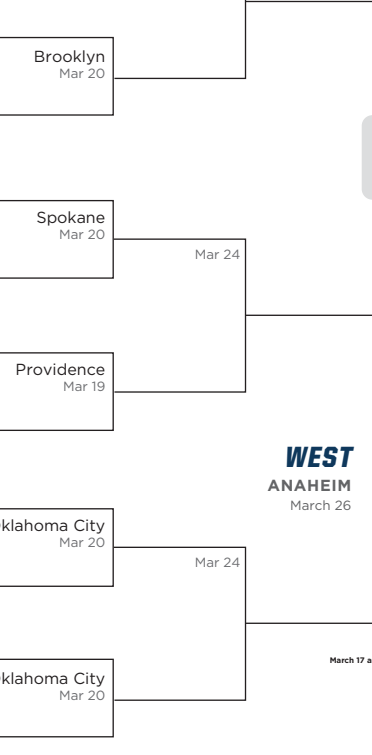 Brooklyn
Mar 20
Spokane
Mar 20
Mar 24
Providence
Mar 19
WEST
ANAHEIM
March 26
klahoma City
Mar 20
Mar 24
March 17 a
klahoma City
Mar 20